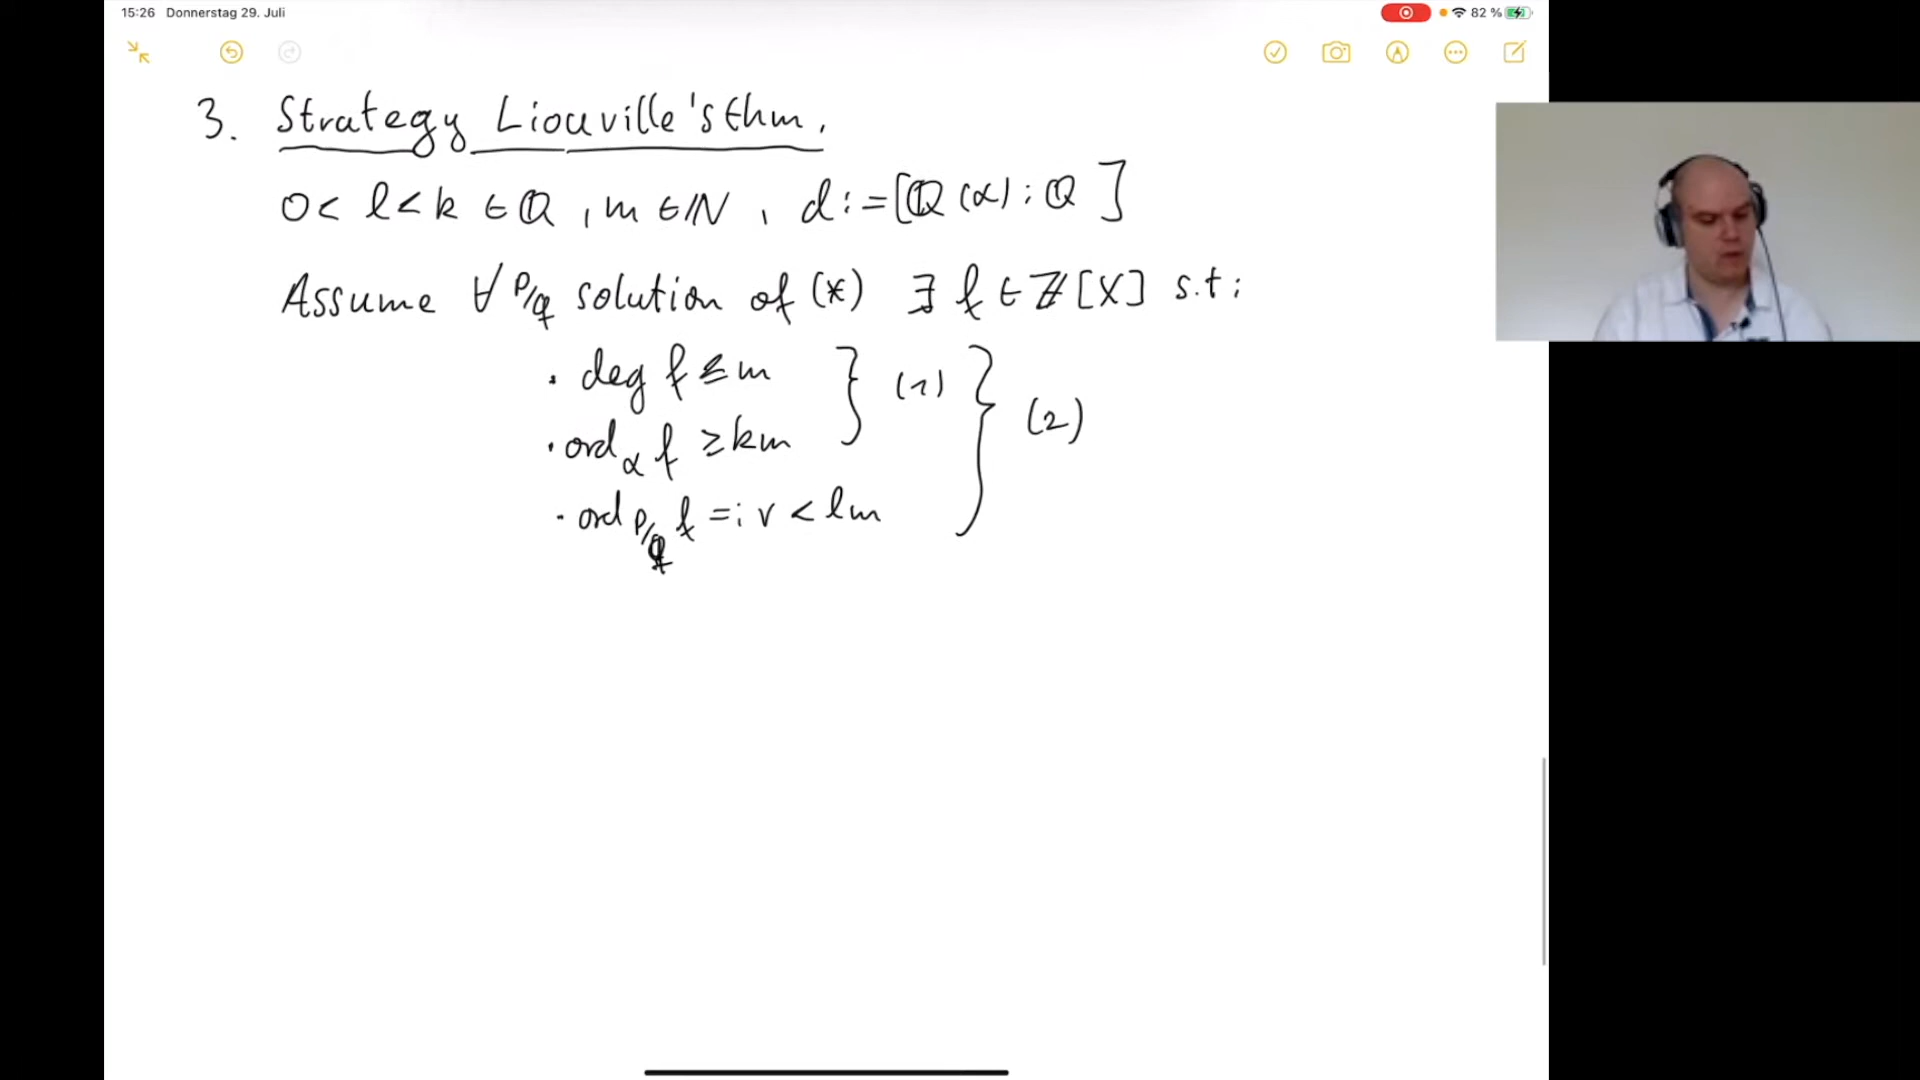 15:26 Donnerstag 29. Juli 82 %
3. Strategy Liouville's thm.
0 < l < k ∈ ℚ, m ∈ ℕ, d := [ℚ(α) : ℚ]
Assume ∀ p/q solution of (*) ∃ f ∈ ℤ[X] s.t:
· deg f ≤ m } (1) } (2)
· ord_α f ≥ km
· ord_{p/q} f =: r < lm